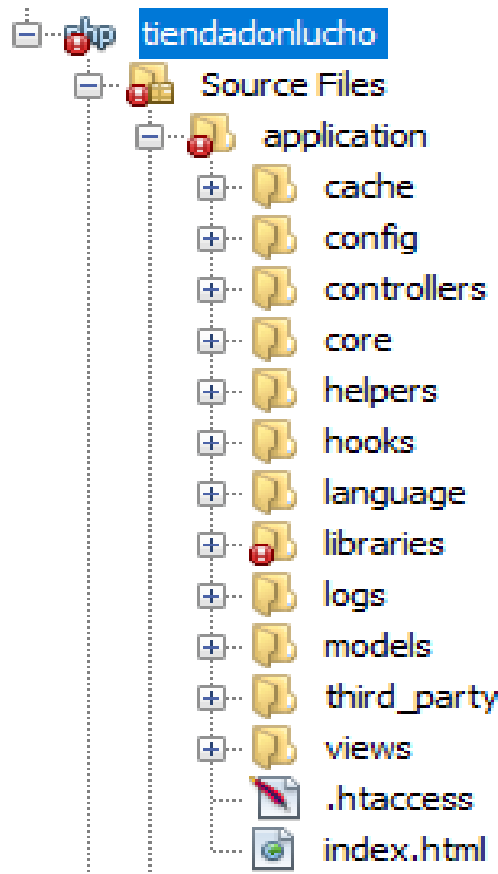 php tiendadonlucho
Source Files
application
cache
config
controllers
core
helpers
hooks
language
libraries
logs
models
third_party
views
.htaccess
index.html